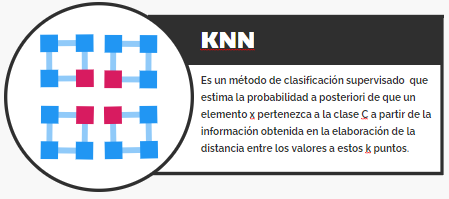 KNN
Es un método de clasificación supervisado que
estima la probabilidad a posteriori de que un
elemento x pertenezca a la clase C a partir de la
información obtenida en la elaboración de la
distancia entre los valores a estos k puntos.